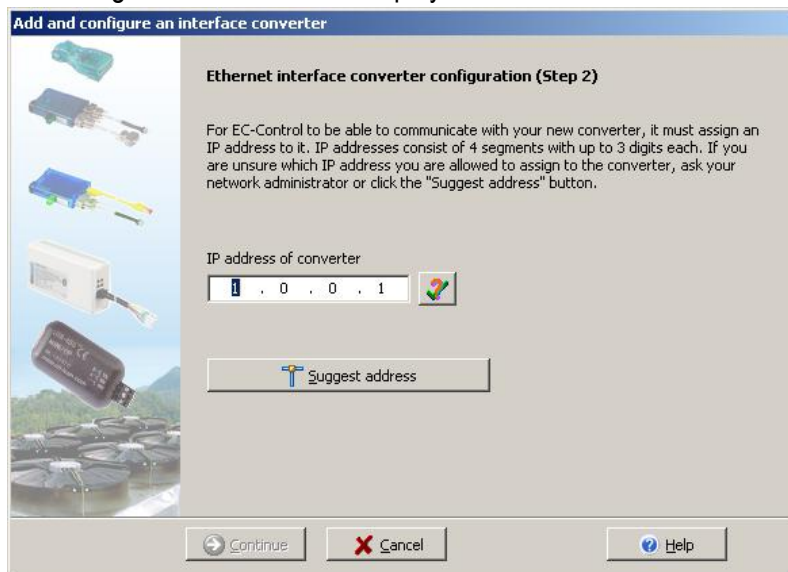 Add and configure an interface converter
Ethernet interface converter configuration (Step 2)
For EC-Control to be able to communicate with your new converter, it must assign an
IP address to it. IP addresses consist of 4 segments with up to 3 digits each. If you
are unsure which IP address you are allowed to assign to the converter, ask your
network administrator or click the "Suggest address" button.
IP address of converter
1 . 0 . 0 . 1
Suggest address
Continue
Cancel
Help